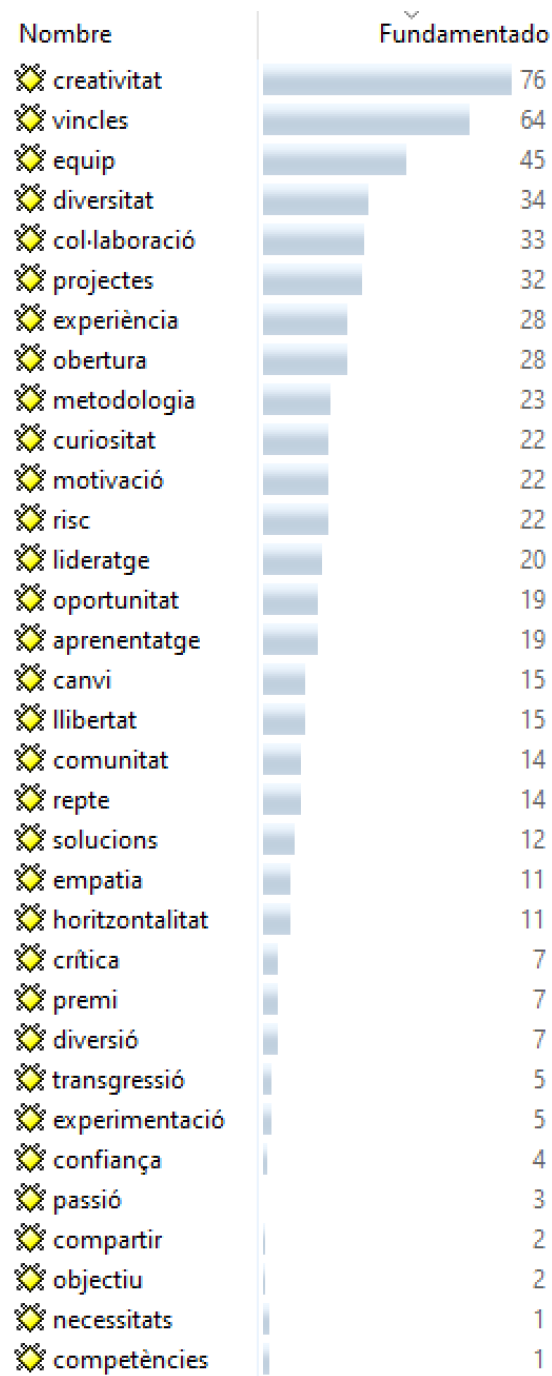 Nombre Fundamentado
creativitat 76
vincles 64
equip 45
diversitat 34
col·laboració 33
projectes 32
experiència 28
obertura 28
metodologia 23
curiositat 22
motivació 22
risc 22
lideratge 20
oportunitat 19
aprenentatge 19
canvi 15
llibertat 15
comunitat 14
repte 14
solucions 12
empatia 11
horitzontalitat 11
crítica 7
premi 7
diversió 7
transgressió 5
experimentació 5
confiança 4
passió 3
compartir 2
objectiu 2
necessitats 1
competències 1